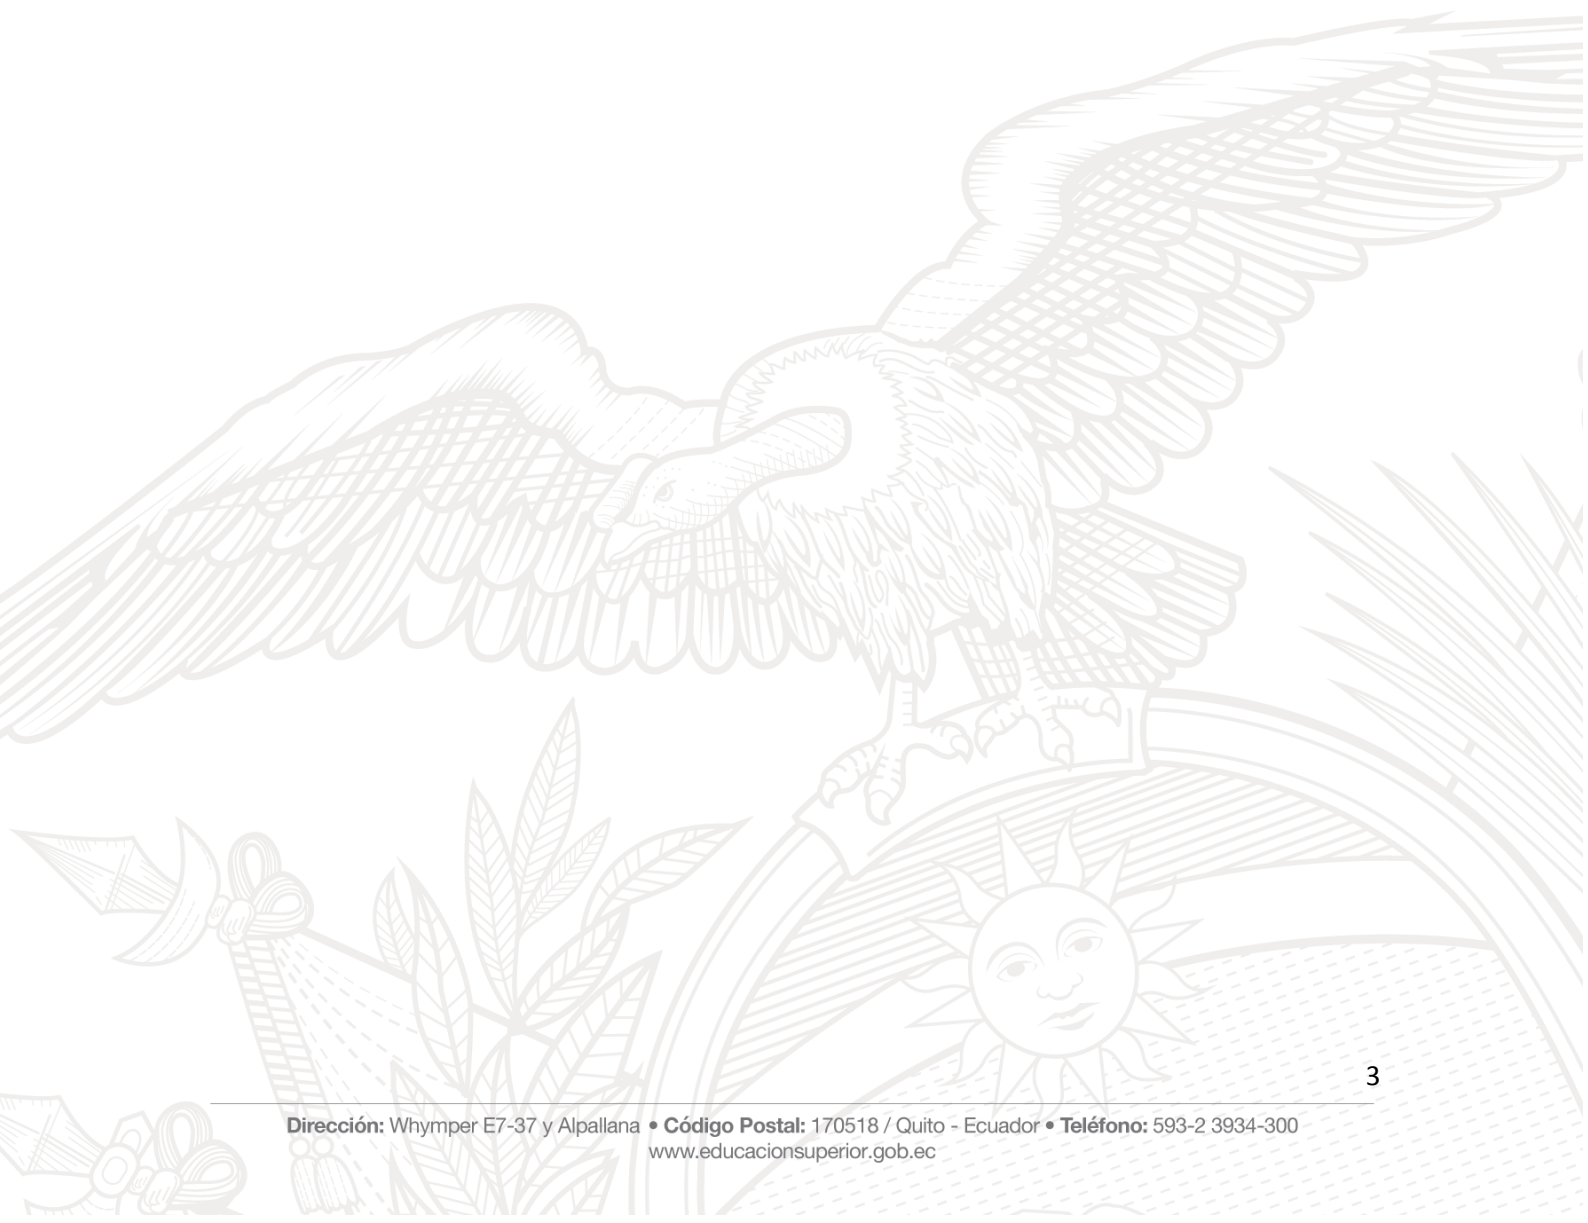 3
Dirección: Whymper E7-37 y Alpallana • Código Postal: 170518 / Quito - Ecuador • Teléfono: 593-2 3934-300
www.educacionsuperior.gob.ec